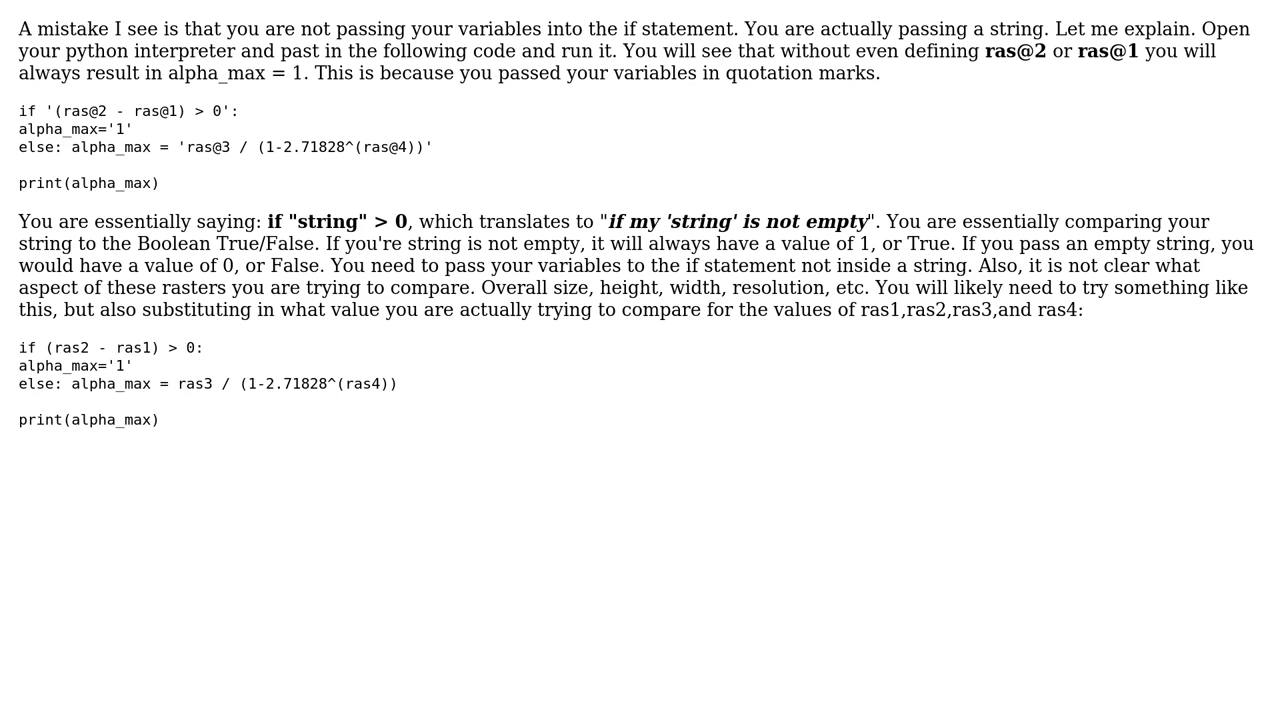 A mistake I see is that you are not passing your variables into the if statement. You are actually passing a string. Let me explain. Open
your python interpreter and past in the following code and run it. You will see that without even defining ras@2 or ras@1 you will
always result in alpha_max = 1. This is because you passed your variables in quotation marks.
if '(ras@2 - ras@1) > 0':
alpha_max='1'
else: alpha_max = 'ras@3 / (1-2.71828^(ras@4))'
print(alpha_max)
You are essentially saying: if "string" > 0, which translates to "if my 'string' is not empty". You are essentially comparing your
string to the Boolean True/False. If you're string is not empty, it will always have a value of 1, or True. If you pass an empty string, you
would have a value of 0, or False. You need to pass your variables to the if statement not inside a string. Also, it is not clear what
aspect of these rasters you are trying to compare. Overall size, height, width, resolution, etc. You will likely need to try something like
this, but also substituting in what value you are actually trying to compare for the values of ras1,ras2,ras3,and ras4:
if (ras2 - ras1) > 0:
alpha_max='1'
else: alpha_max = ras3 / (1-2.71828^(ras4))
print(alpha_max)